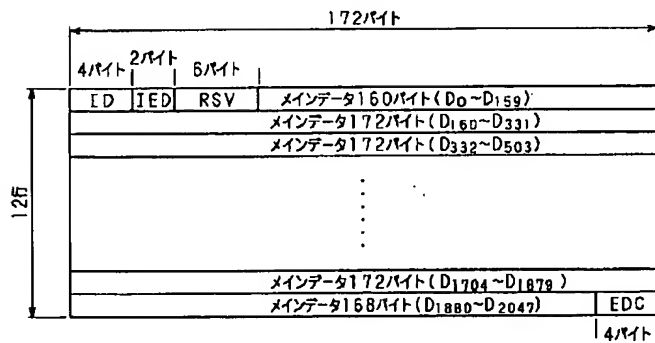 172バイト
4バイト 2バイト 6バイト
ID IED RSV メインデータ160バイト(D0~D159)
メインデータ172バイト(D160~D331)
メインデータ172バイト(D332~D503)
12行
メインデータ172バイト(D1704~D1879)
メインデータ168バイト(D1880~D2047) EDC
4バイト